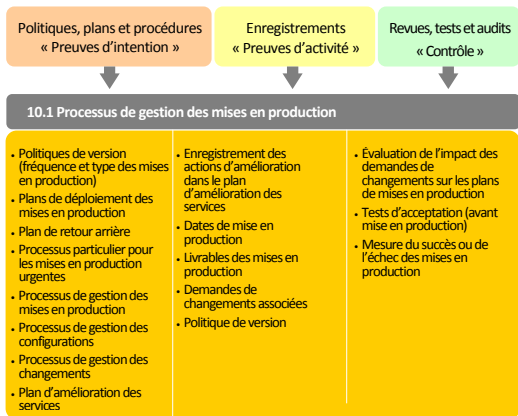 Politiques, plans et procédures
« Preuves d'intention »
Enregistrements
« Preuves d'activité »
Revues, tests et audits
« Contrôle »
10.1 Processus de gestion des mises en production
• Politiques de version
(fréquence et type des mises
en production)
• Plans de déploiement des
mises en production
• Plan de retour arrière
• Processus particulier pour
les mises en production
urgentes
• Processus de gestion des
mises en production
• Processus de gestion des
configurations
• Processus de gestion des
changements
• Plan d'amélioration des
services
• Enregistrement des
actions d'amélioration
dans le plan
d'amélioration des
services
• Dates de mise en
production
• Livrables des mises en
production
• Demandes de
changements associées
• Politique de version
• Évaluation de l'impact des
demandes de
changements sur les plans
de mises en production
• Tests d'acceptation (avant
mise en production)
• Mesure du succès ou de
l'échec des mises en
production